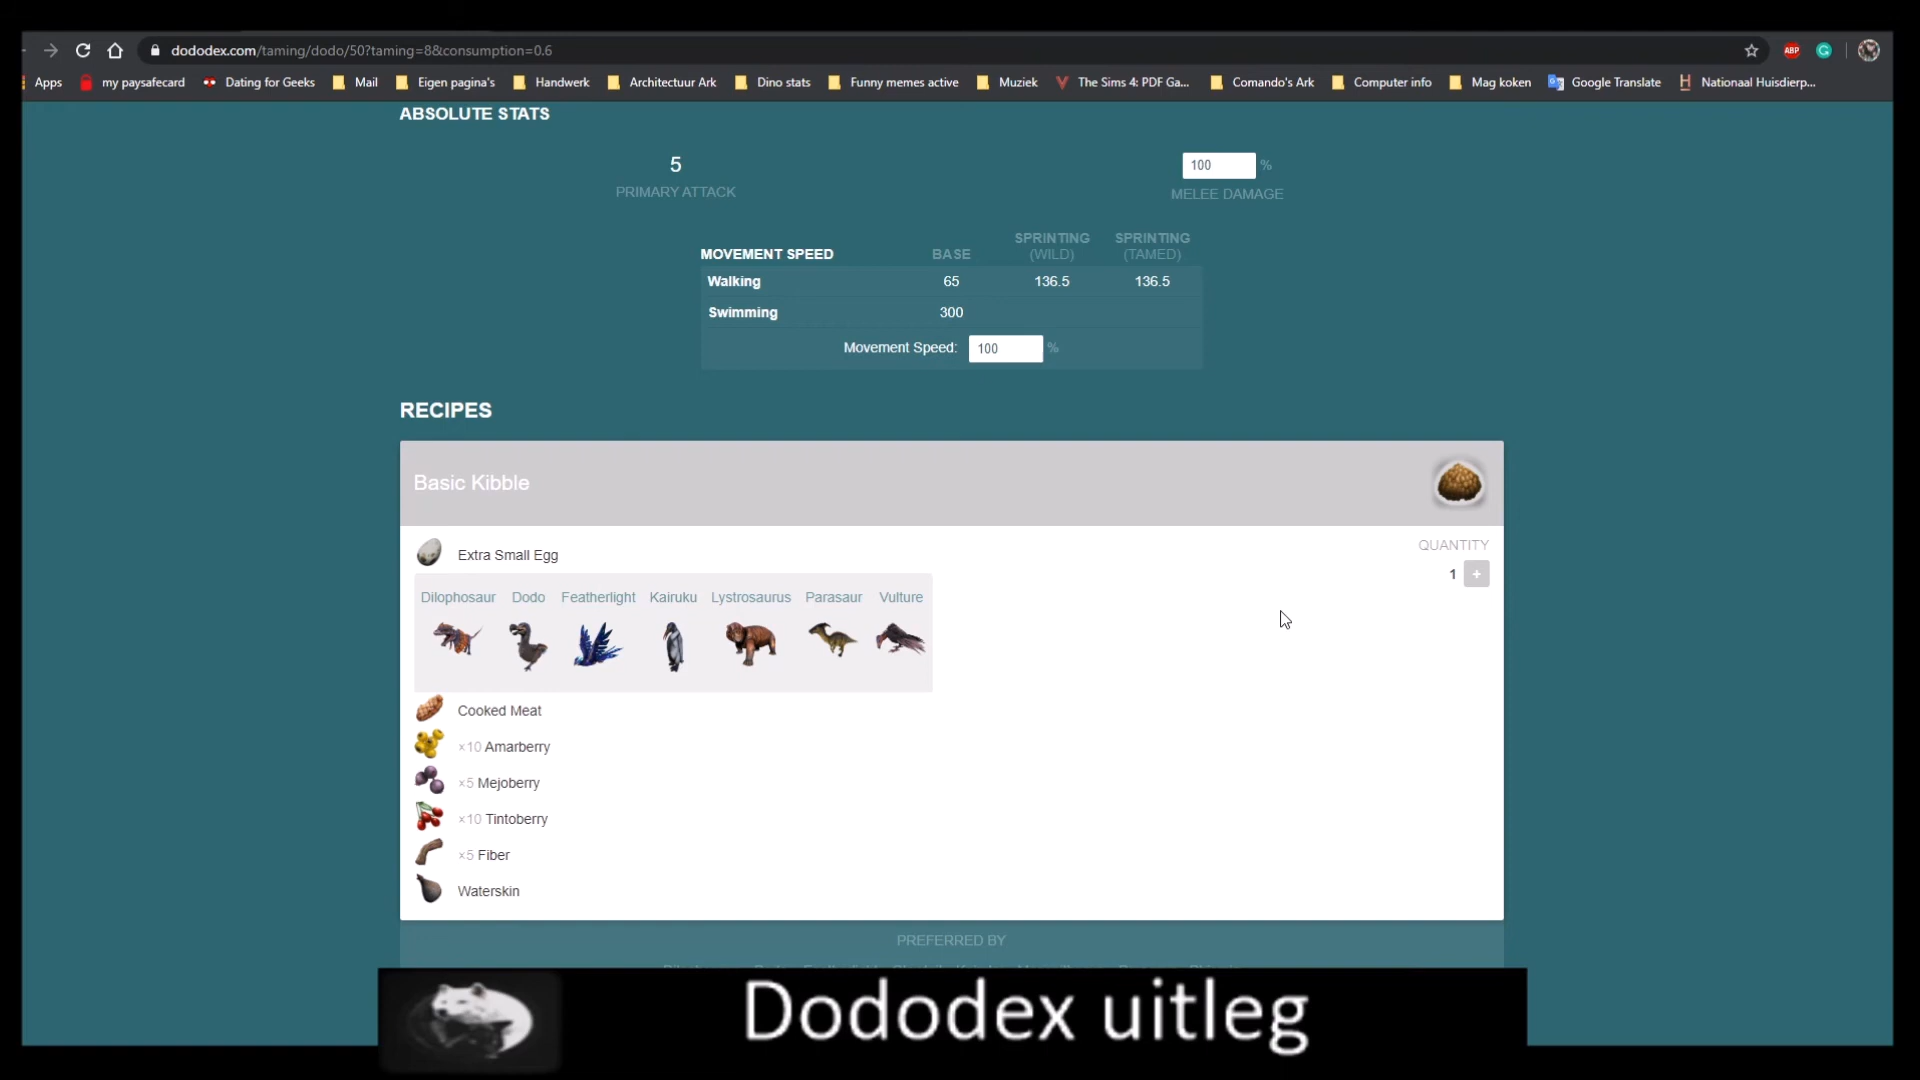 dododex.com/taming/dodo/50?taming=8&consumption=0.6
ABP
Apps my paysafecard Dating for Geeks Mail Eigen pagina's Handwerk Architectuur Ark Dino stats Funny memes active Muziek The Sims 4: PDF Ga... Comando's Ark Computer info Mag koken Google Translate Nationaal Huisdierp...
ABSOLUTE STATS
5
PRIMARY ATTACK
100 %
MELEE DAMAGE
MOVEMENT SPEED BASE SPRINTING (WILD) SPRINTING (TAMED)
Walking 65 136.5 136.5
Swimming 300
Movement Speed: 100 %
RECIPES
Basic Kibble
Extra Small Egg
QUANTITY
1 +
Dilophosaur Dodo Featherlight Kairuku Lystrosaurus Parasaur Vulture
Cooked Meat
×10 Amarberry
×5 Mejoberry
×10 Tintoberry
×5 Fiber
Waterskin
PREFERRED BY
Dododex uitleg